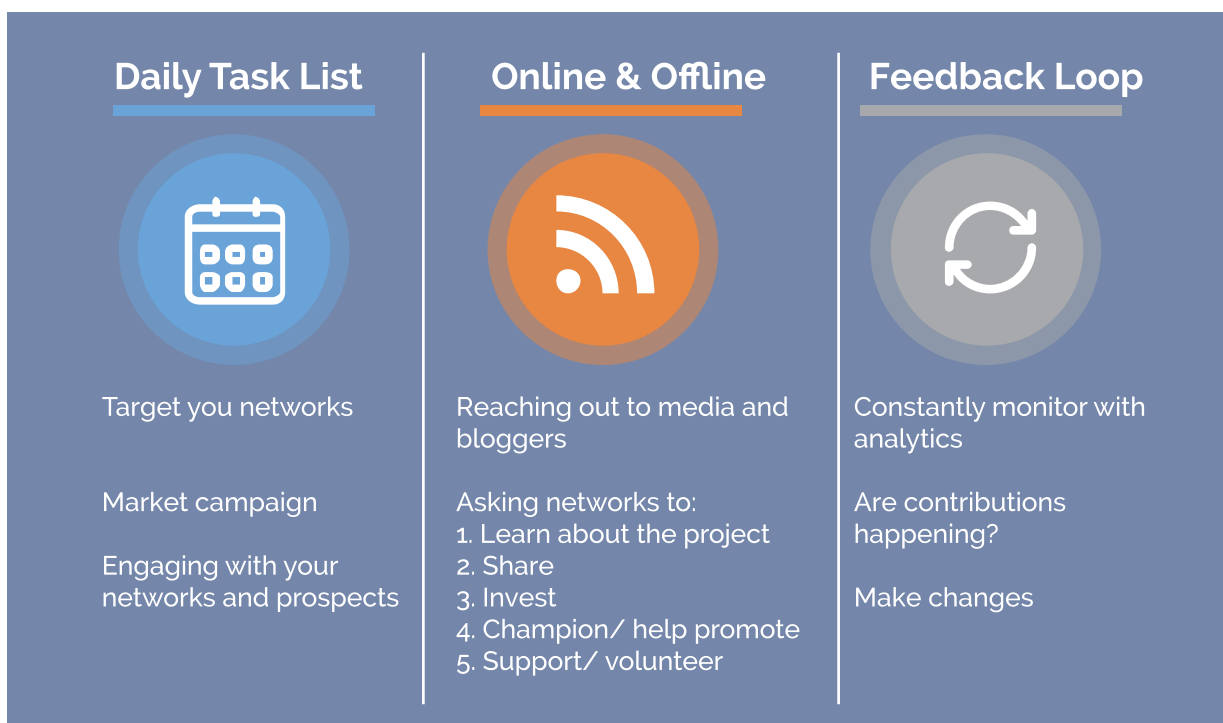 Daily Task List
Target you networks
Market campaign
Engaging with your
networks and prospects
Online & Offline
Reaching out to media and
bloggers
Asking networks to:
1. Learn about the project
2. Share
3. Invest
4. Champion/ help promote
5. Support/ volunteer
Feedback Loop
Constantly monitor with
analytics
Are contributions
happening?
Make changes